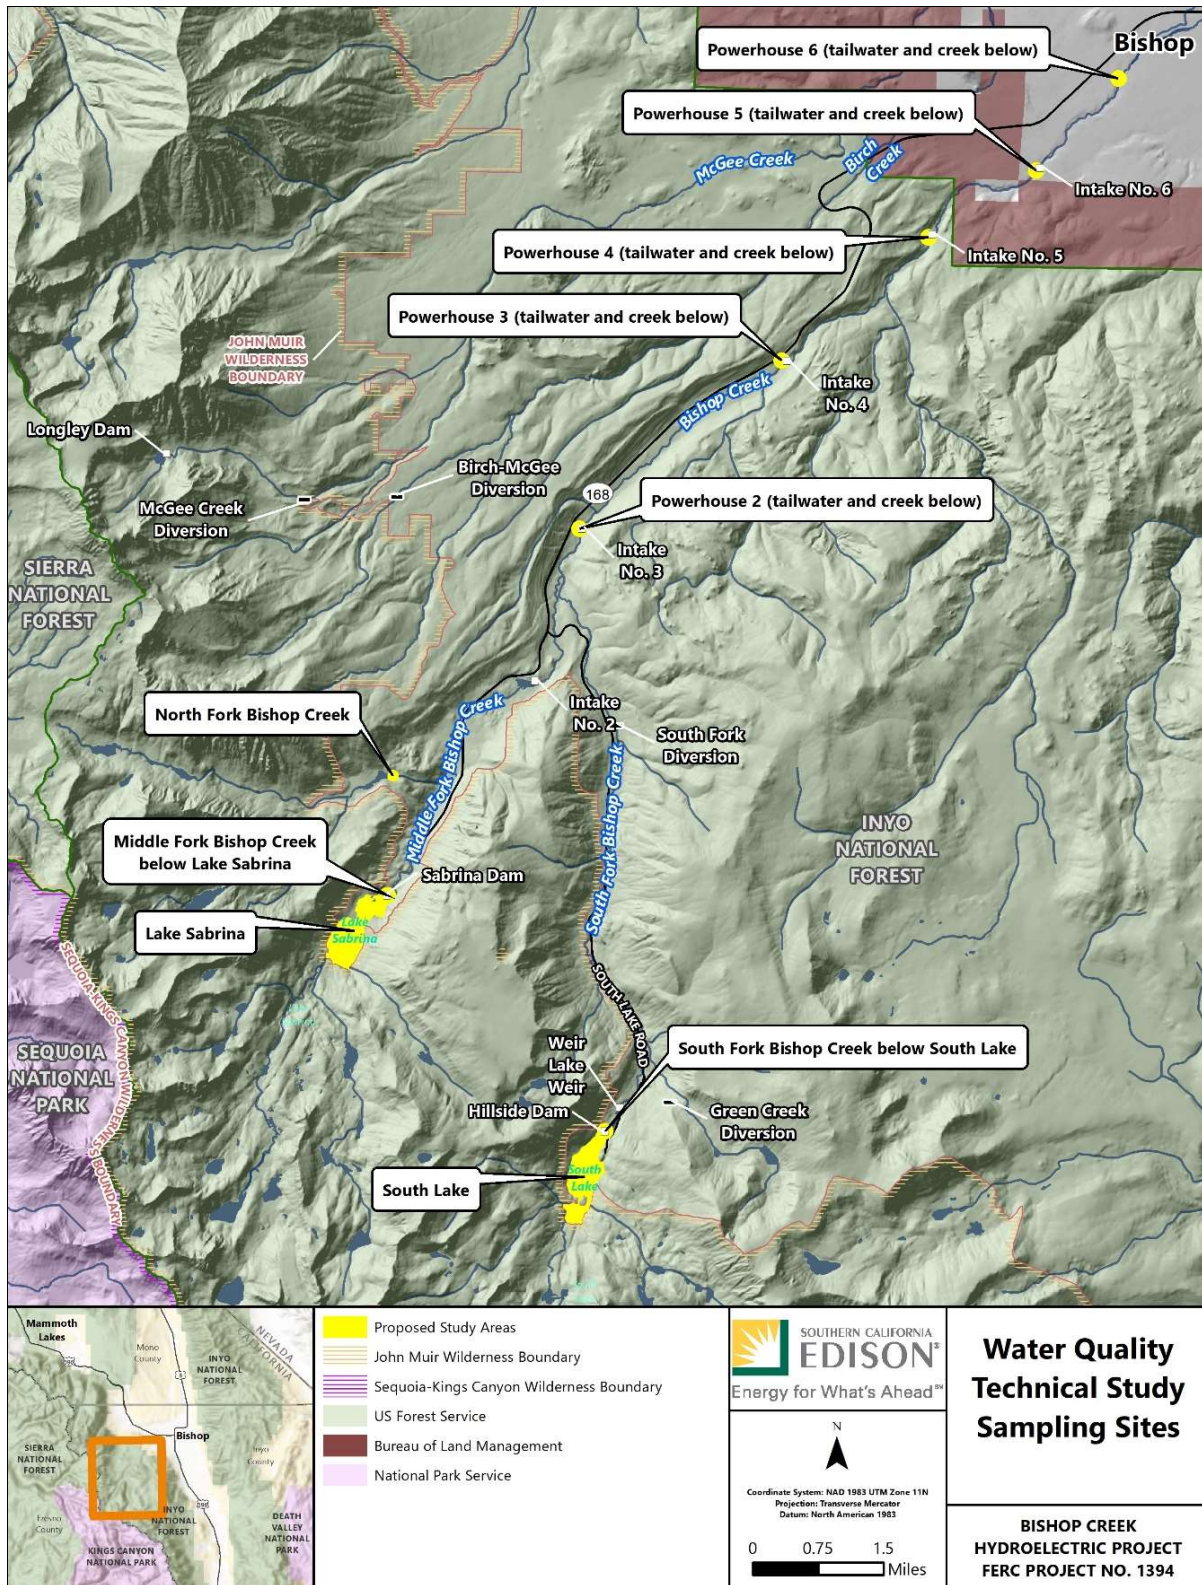 Bishop
Powerhouse 6 (tailwater and creek below)
Powerhouse 5 (tailwater and creek below)
McGee Creek
Birch
Creek
Intake No. 6
Powerhouse 4 (tailwater and creek below)
Intake No. 5
Powerhouse 3 (tailwater and creek below)
JOHN MUIR
WILDERNESS
BOUNDARY
Bishop Creek
Intake
No. 4
Longley Dam
Birch-McGee
Diversion
McGee Creek
Diversion
168
Powerhouse 2 (tailwater and creek below)
Intake
No. 3
SIERRA
NATIONAL
FOREST
North Fork Bishop Creek
Middle Fork Bishop Creek
Intake
No. 2
South Fork
Diversion
South Fork Bishop Creek
Middle Fork Bishop Creek
below Lake Sabrina
Sabrina Dam
INYO
NATIONAL
FOREST
Lake Sabrina
Lake
Sabrina
SEQUOIA-KINGS CANYON WILDERNESS BOUNDARY
SOUTH LAKE ROAD
SEQUOIA
NATIONAL
PARK
Weir
Lake
Weir
South Fork Bishop Creek below South Lake
Hillside Dam
Green Creek
Diversion
South Lake
South
Lake
Mammoth
Lakes
Mono
County
NEVADA
CALIFORNIA
INYO
NATIONAL
FOREST
395
6
Bishop
SIERRA
NATIONAL
FOREST
Inyo
County
395
Fresno
County
INYO
NATIONAL
FOREST
DEATH
VALLEY
NATIONAL
PARK
KINGS CANYON
NATIONAL PARK
Proposed Study Areas
John Muir Wilderness Boundary
Sequoia-Kings Canyon Wilderness Boundary
US Forest Service
Bureau of Land Management
National Park Service
SOUTHERN CALIFORNIA
EDISON®
Energy for What's Ahead℠
N
Coordinate System: NAD 1983 UTM Zone 11N
Projection: Transverse Mercator
Datum: North American 1983
0 0.75 1.5
Miles
Water Quality
Technical Study
Sampling Sites
BISHOP CREEK
HYDROELECTRIC PROJECT
FERC PROJECT NO. 1394